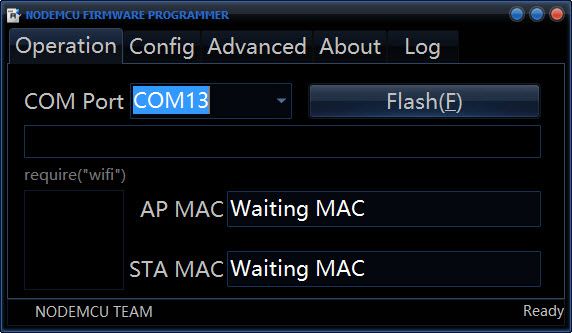 NODEMCU FIRMWARE PROGRAMMER
Operation Config Advanced About Log
COM Port COM13 Flash(F)
require("wifi")
AP MAC Waiting MAC
STA MAC Waiting MAC
NODEMCU TEAM Ready